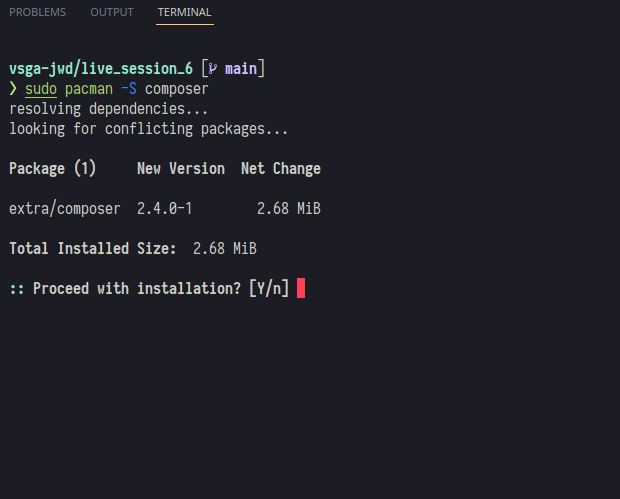 PROBLEMS OUTPUT TERMINAL
vsga-jwd/live_session_6 [ main]
❯ sudo pacman -S composer
resolving dependencies...
looking for conflicting packages...
Package (1) New Version Net Change
extra/composer 2.4.0-1 2.68 MiB
Total Installed Size: 2.68 MiB
:: Proceed with installation? [Y/n]